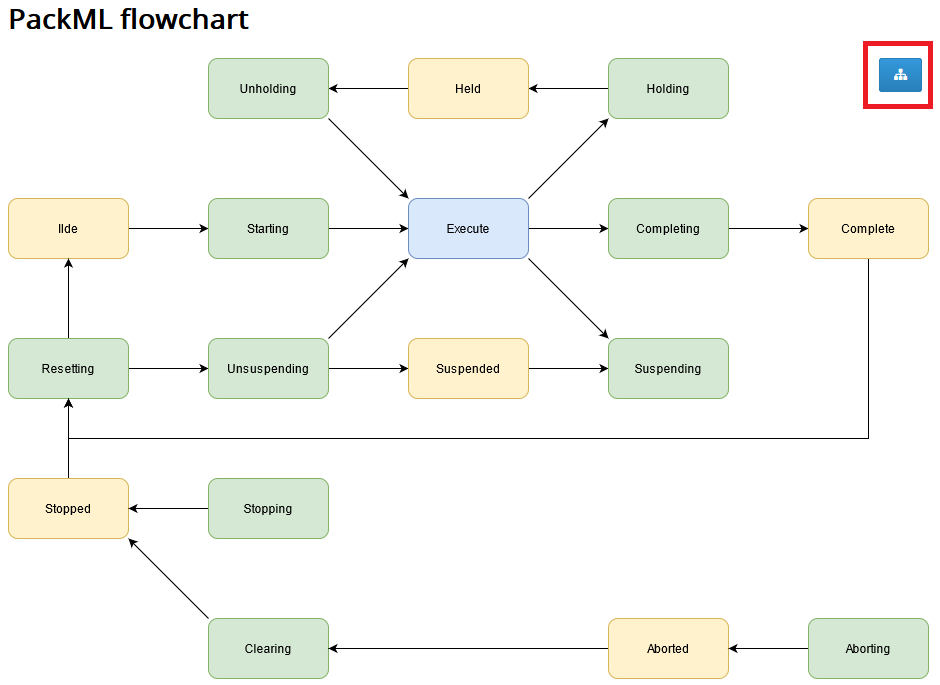 PackML flowchart
Unholding
Held
Holding
Ilde
Starting
Execute
Completing
Complete
Resetting
Unsuspending
Suspended
Suspending
Stopped
Stopping
Clearing
Aborted
Aborting